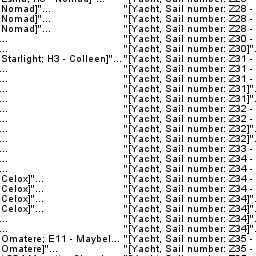 Nomad]"... "[Yacht, Sail number: Z28 -
Nomad]"... "[Yacht, Sail number: Z28 -
Nomad]"... "[Yacht, Sail number: Z28 -
... "[Yacht, Sail number: Z30 -
... "[Yacht, Sail number: Z30]".
Starlight; H3 - Colleen]"... "[Yacht, Sail number: Z31 -
... "[Yacht, Sail number: Z31 -
... "[Yacht, Sail number: Z31 -
... "[Yacht, Sail number: Z31]".
... "[Yacht, Sail number: Z31]".
... "[Yacht, Sail number: Z32 -
... "[Yacht, Sail number: Z32 -
... "[Yacht, Sail number: Z32]".
... "[Yacht, Sail number: Z32]".
... "[Yacht, Sail number: Z33 -
... "[Yacht, Sail number: Z33 -
... "[Yacht, Sail number: Z34 -
Celox]"... "[Yacht, Sail number: Z34 -
Celox]"... "[Yacht, Sail number: Z34 -
Celox]"... "[Yacht, Sail number: Z34]".
Celox]"... "[Yacht, Sail number: Z34]".
... "[Yacht, Sail number: Z34]".
... "[Yacht, Sail number: Z34]".
Omatere; E11 - Maybel... "[Yacht, Sail number: Z35 -
Omatere]"... "[Yacht, Sail number: Z35 -